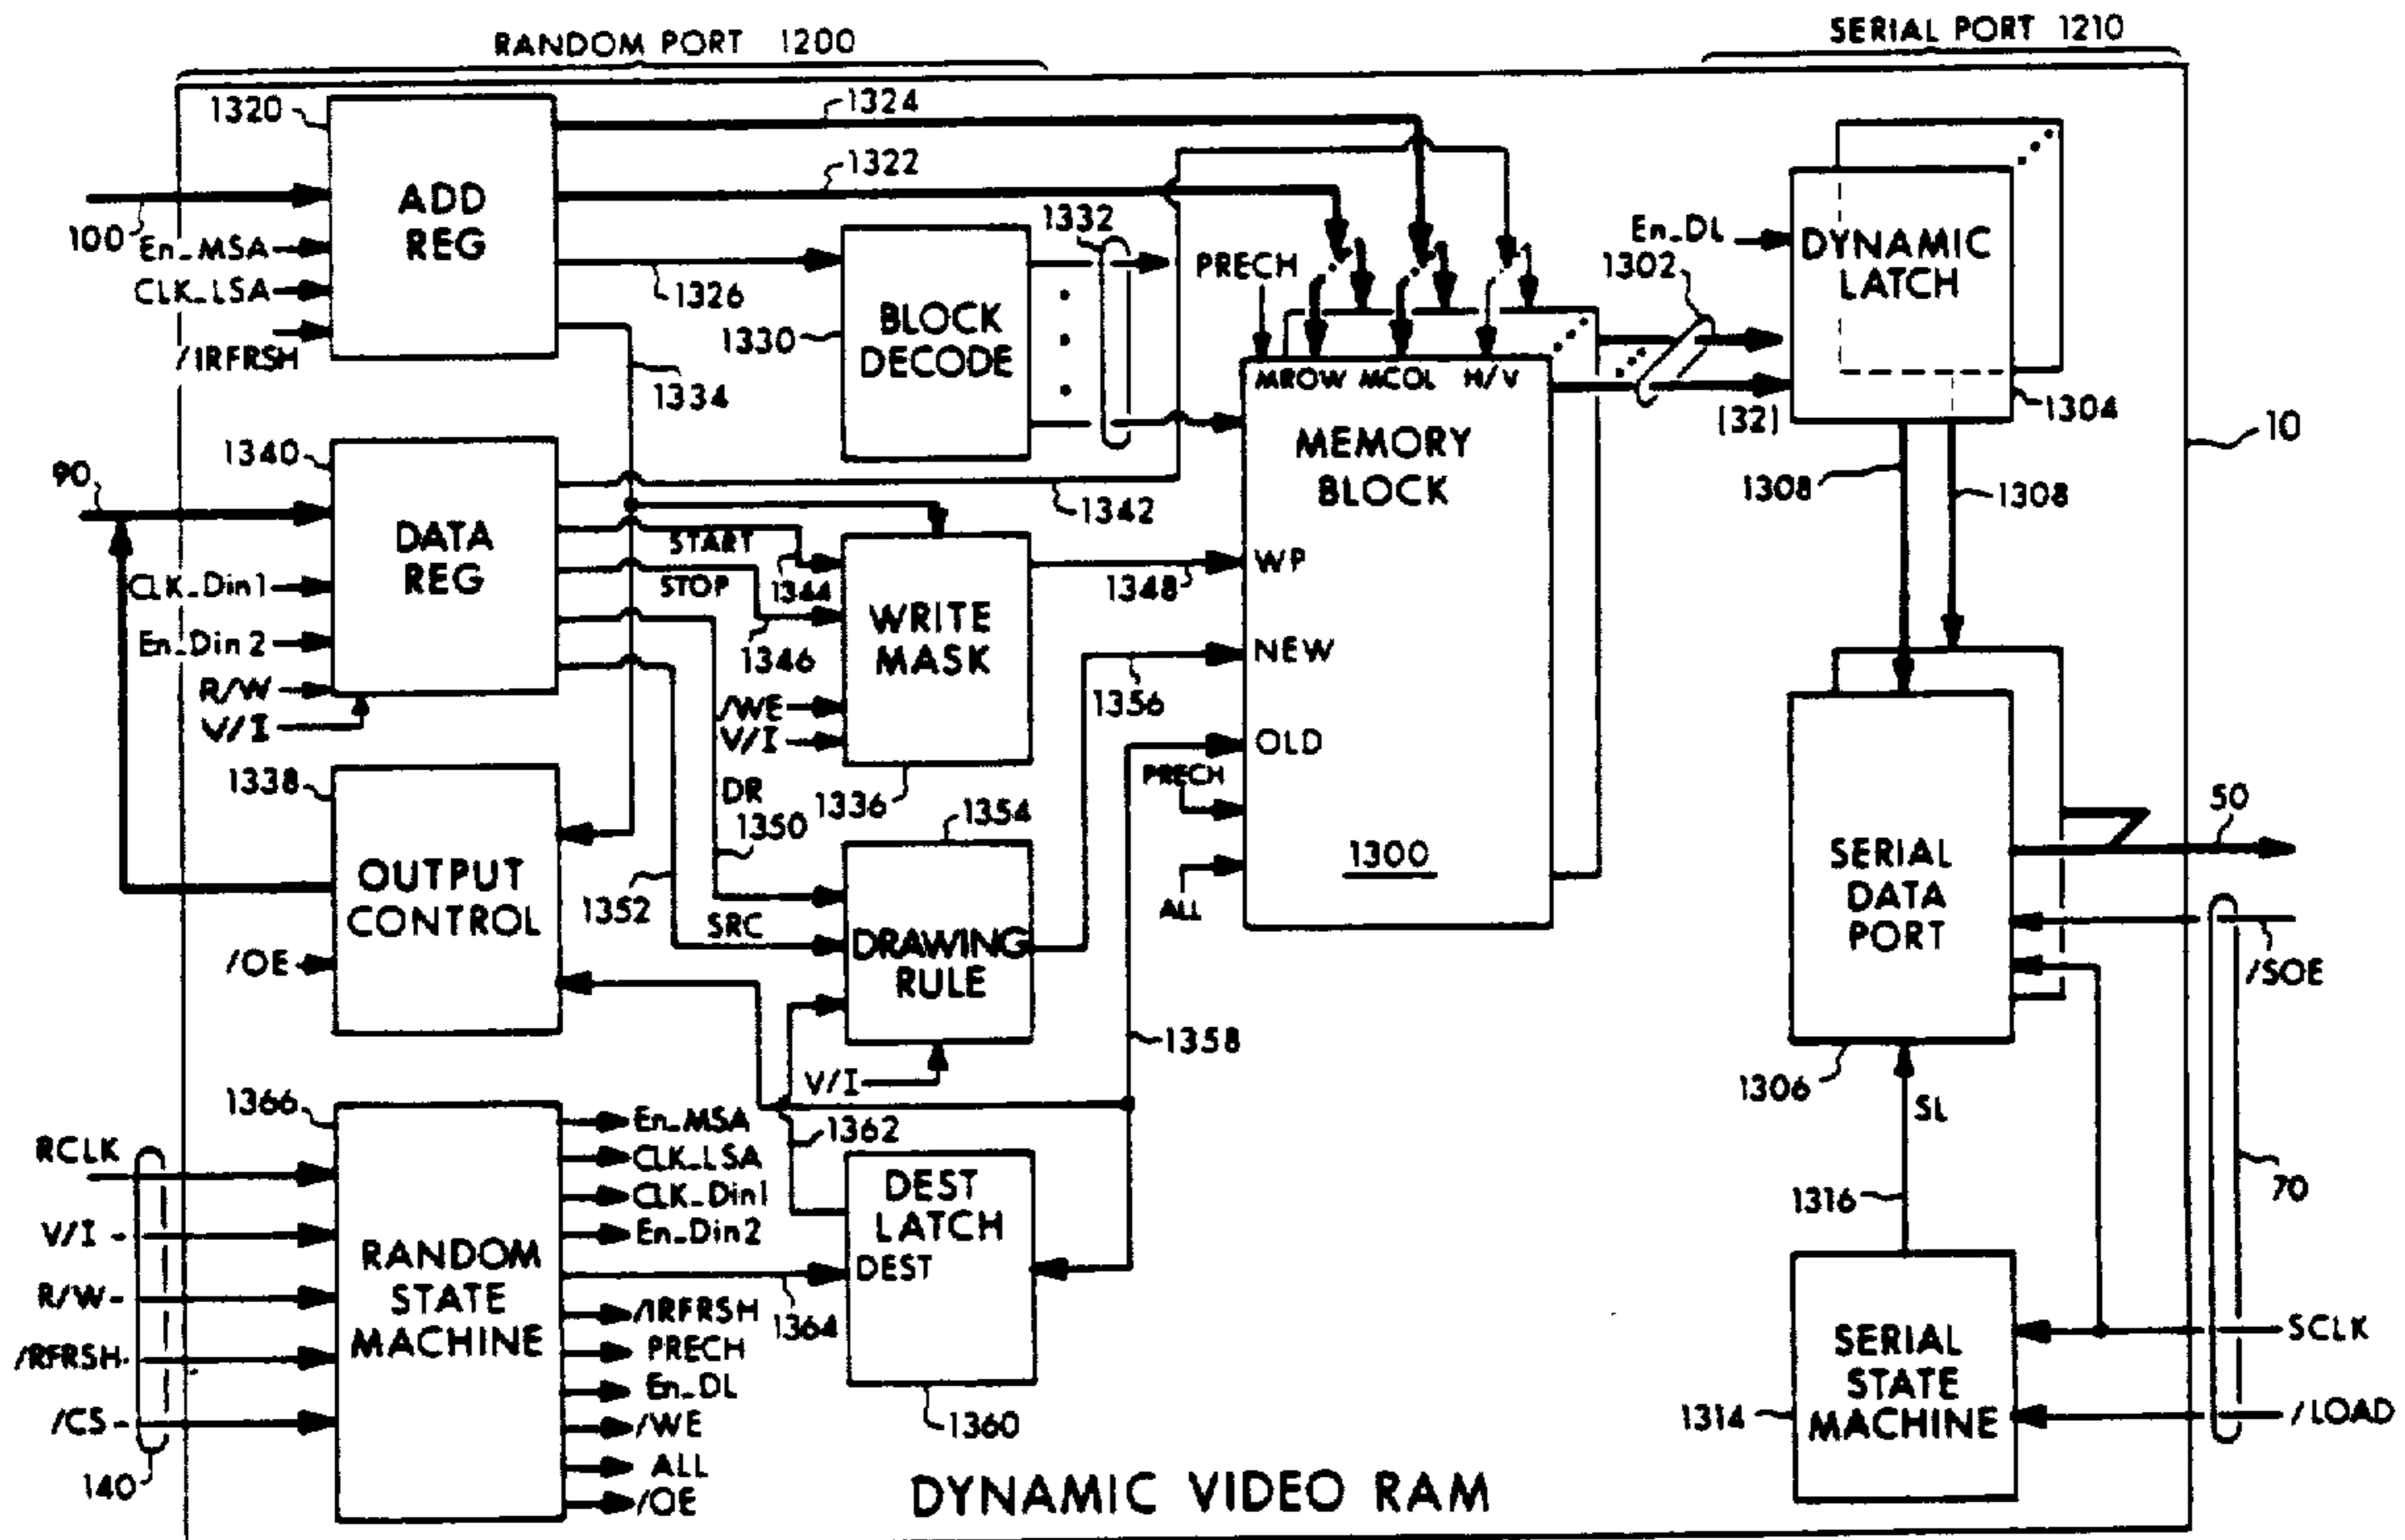 RANDOM PORT 1200
SERIAL PORT 1210
1320
ADD
REG
100
En_MSA
CLK_LSA
/IRFRSH
1324
1322
1326
1334
1330
BLOCK
DECODE
1332
PRECH
MROW MCOL H/V
MEMORY
BLOCK
WP
NEW
OLD
PRECH
ALL
1300
1302
(32)
En_DL
DYNAMIC
LATCH
1304
10
1308
1308
90
1340
DATA
REG
CLK_Din1
En_Din2
R/W
V/I
1342
START
1344
STOP
1346
WRITE
MASK
/WE
V/I
1336
1348
1356
1338
OUTPUT
CONTROL
/OE
DR
1350
1352
SRC
1354
DRAWING
RULE
V/I
1358
1362
SERIAL
DATA
PORT
50
/SOE
1306
SL
1316
70
1366
RCLK
V/I
R/W
/RFRSH
/CS
140
RANDOM
STATE
MACHINE
En_MSA
CLK_LSA
CLK_Din1
En_Din2
/IRFRSH
PRECH
En_DL
/WE
ALL
/OE
1364
DEST
LATCH
DEST
1360
SERIAL
STATE
MACHINE
1314
SCLK
/LOAD
DYNAMIC VIDEO RAM